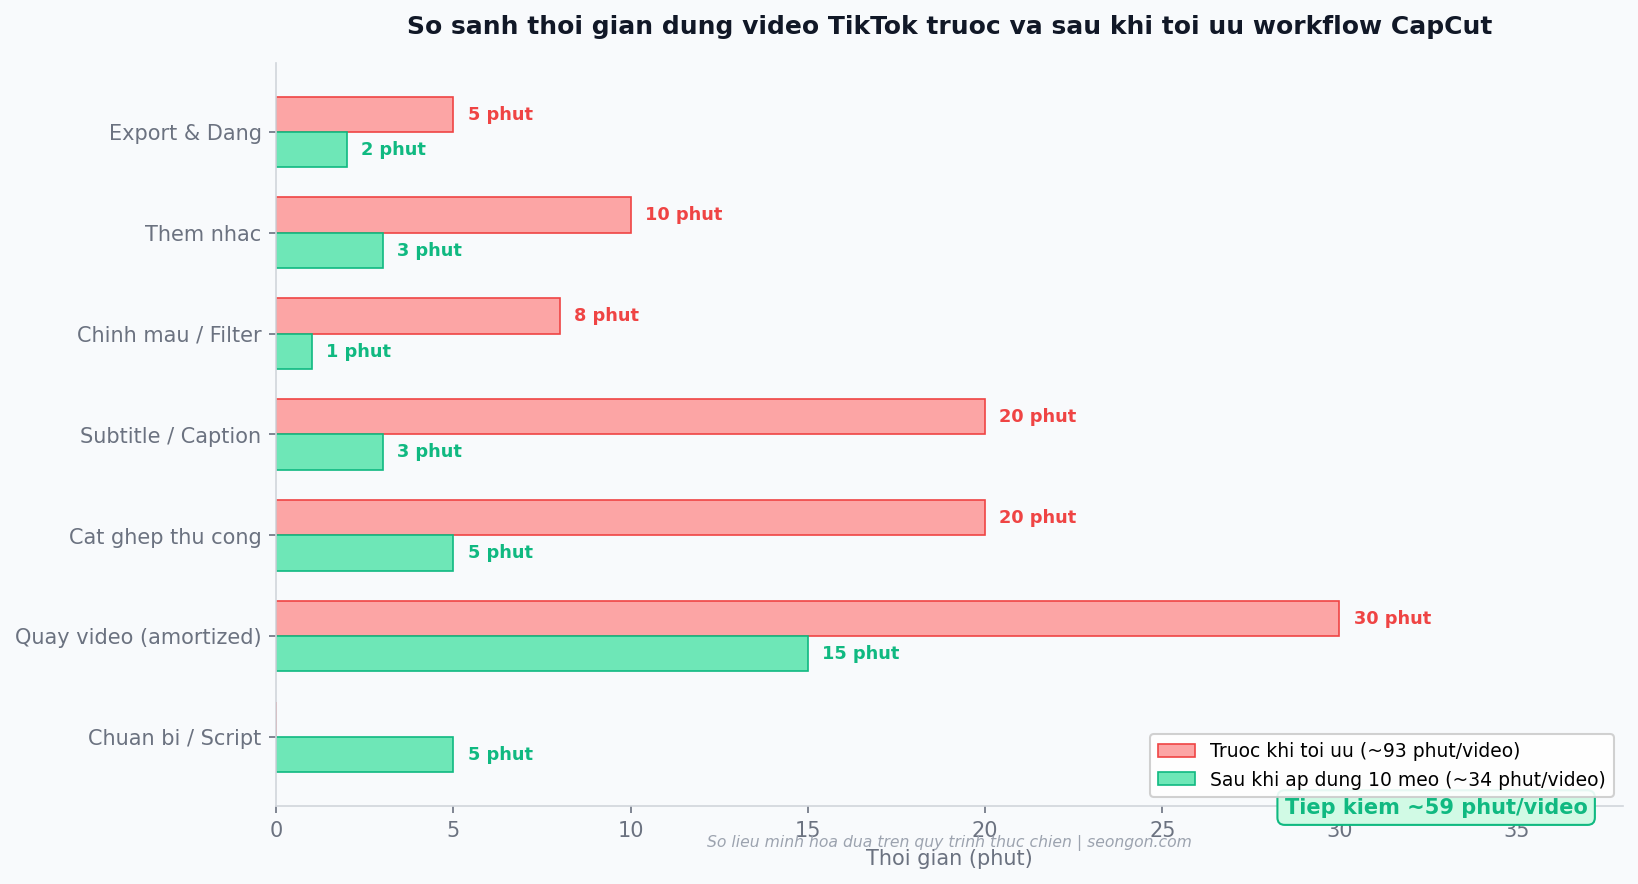 So sanh thoi gian dung video TikTok truoc va sau khi toi uu workflow CapCut
Export & Dang
5 phut
2 phut
Them nhac
10 phut
3 phut
Chinh mau / Filter
8 phut
1 phut
Subtitle / Caption
20 phut
3 phut
Cat ghep thu cong
20 phut
5 phut
Quay video (amortized)
30 phut
15 phut
Chuan bi / Script
5 phut
Truoc khi toi uu (~93 phut/video)
Sau khi ap dung 10 meo (~34 phut/video)
Tiep kiem ~59 phut/video
0 5 10 15 20 25 30 35
So lieu minh hoa dua tren quy trinh thuc chien | seongon.com
Thoi gian (phut)